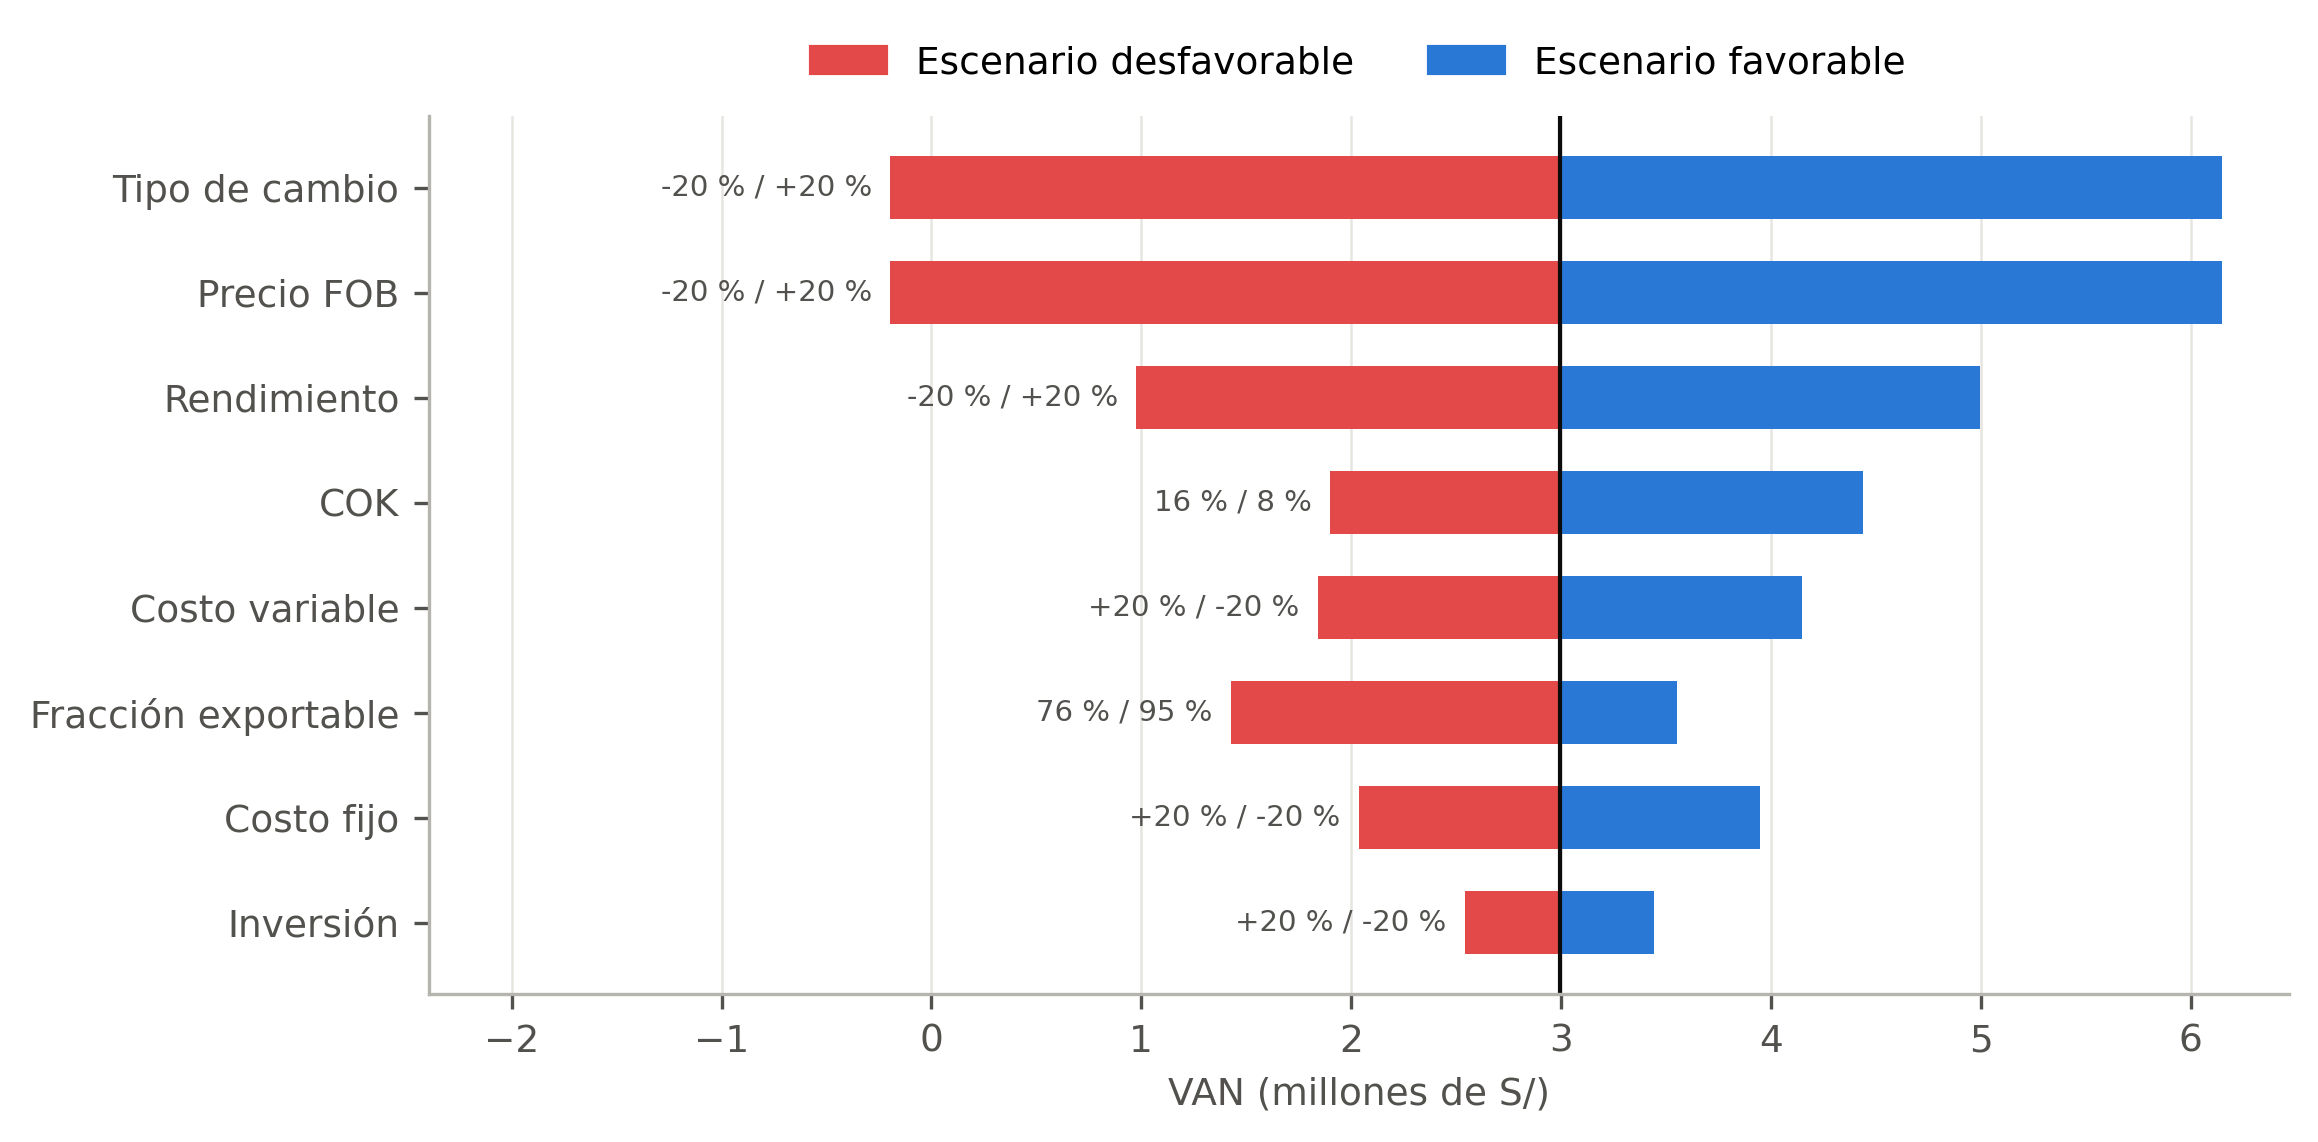 Escenario desfavorable Escenario favorable
Tipo de cambio -20 % / +20 %
Precio FOB -20 % / +20 %
Rendimiento -20 % / +20 %
COK 16 % / 8 %
Costo variable +20 % / -20 %
Fracción exportable 76 % / 95 %
Costo fijo +20 % / -20 %
Inversión +20 % / -20 %
−2 −1 0 1 2 3 4 5 6
VAN (millones de S/)